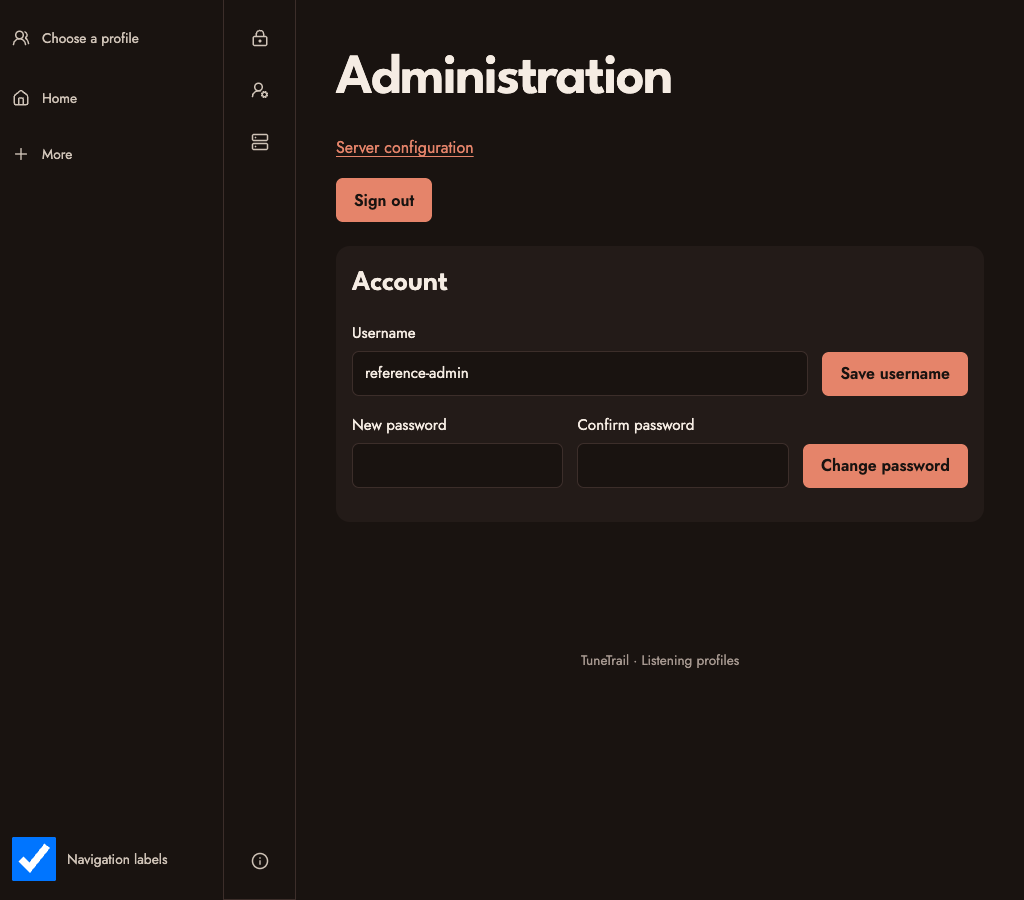 Choose a profile
Home
More
Navigation labels
Administration
Server configuration
Sign out
Account
Username
reference-admin
Save username
New password
Confirm password
Change password
TuneTrail · Listening profiles